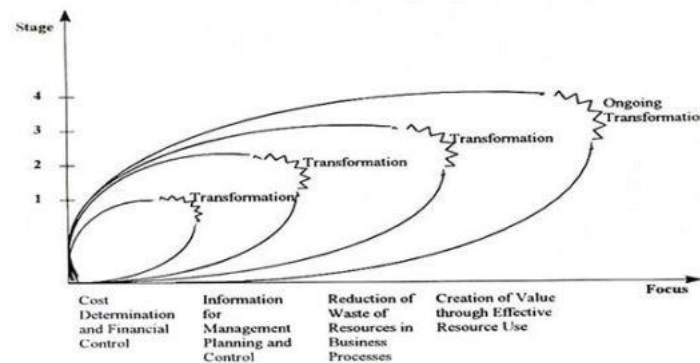 Stage
4
3
2
1
Ongoing
Transformation
Transformation
Transformation
Transformation
Focus
Cost
Determination
and Financial
Control
Information
for
Management
Planning and
Control
Reduction of
Waste of
Resources in
Business
Processes
Creation of Value
through Effective
Resource Use